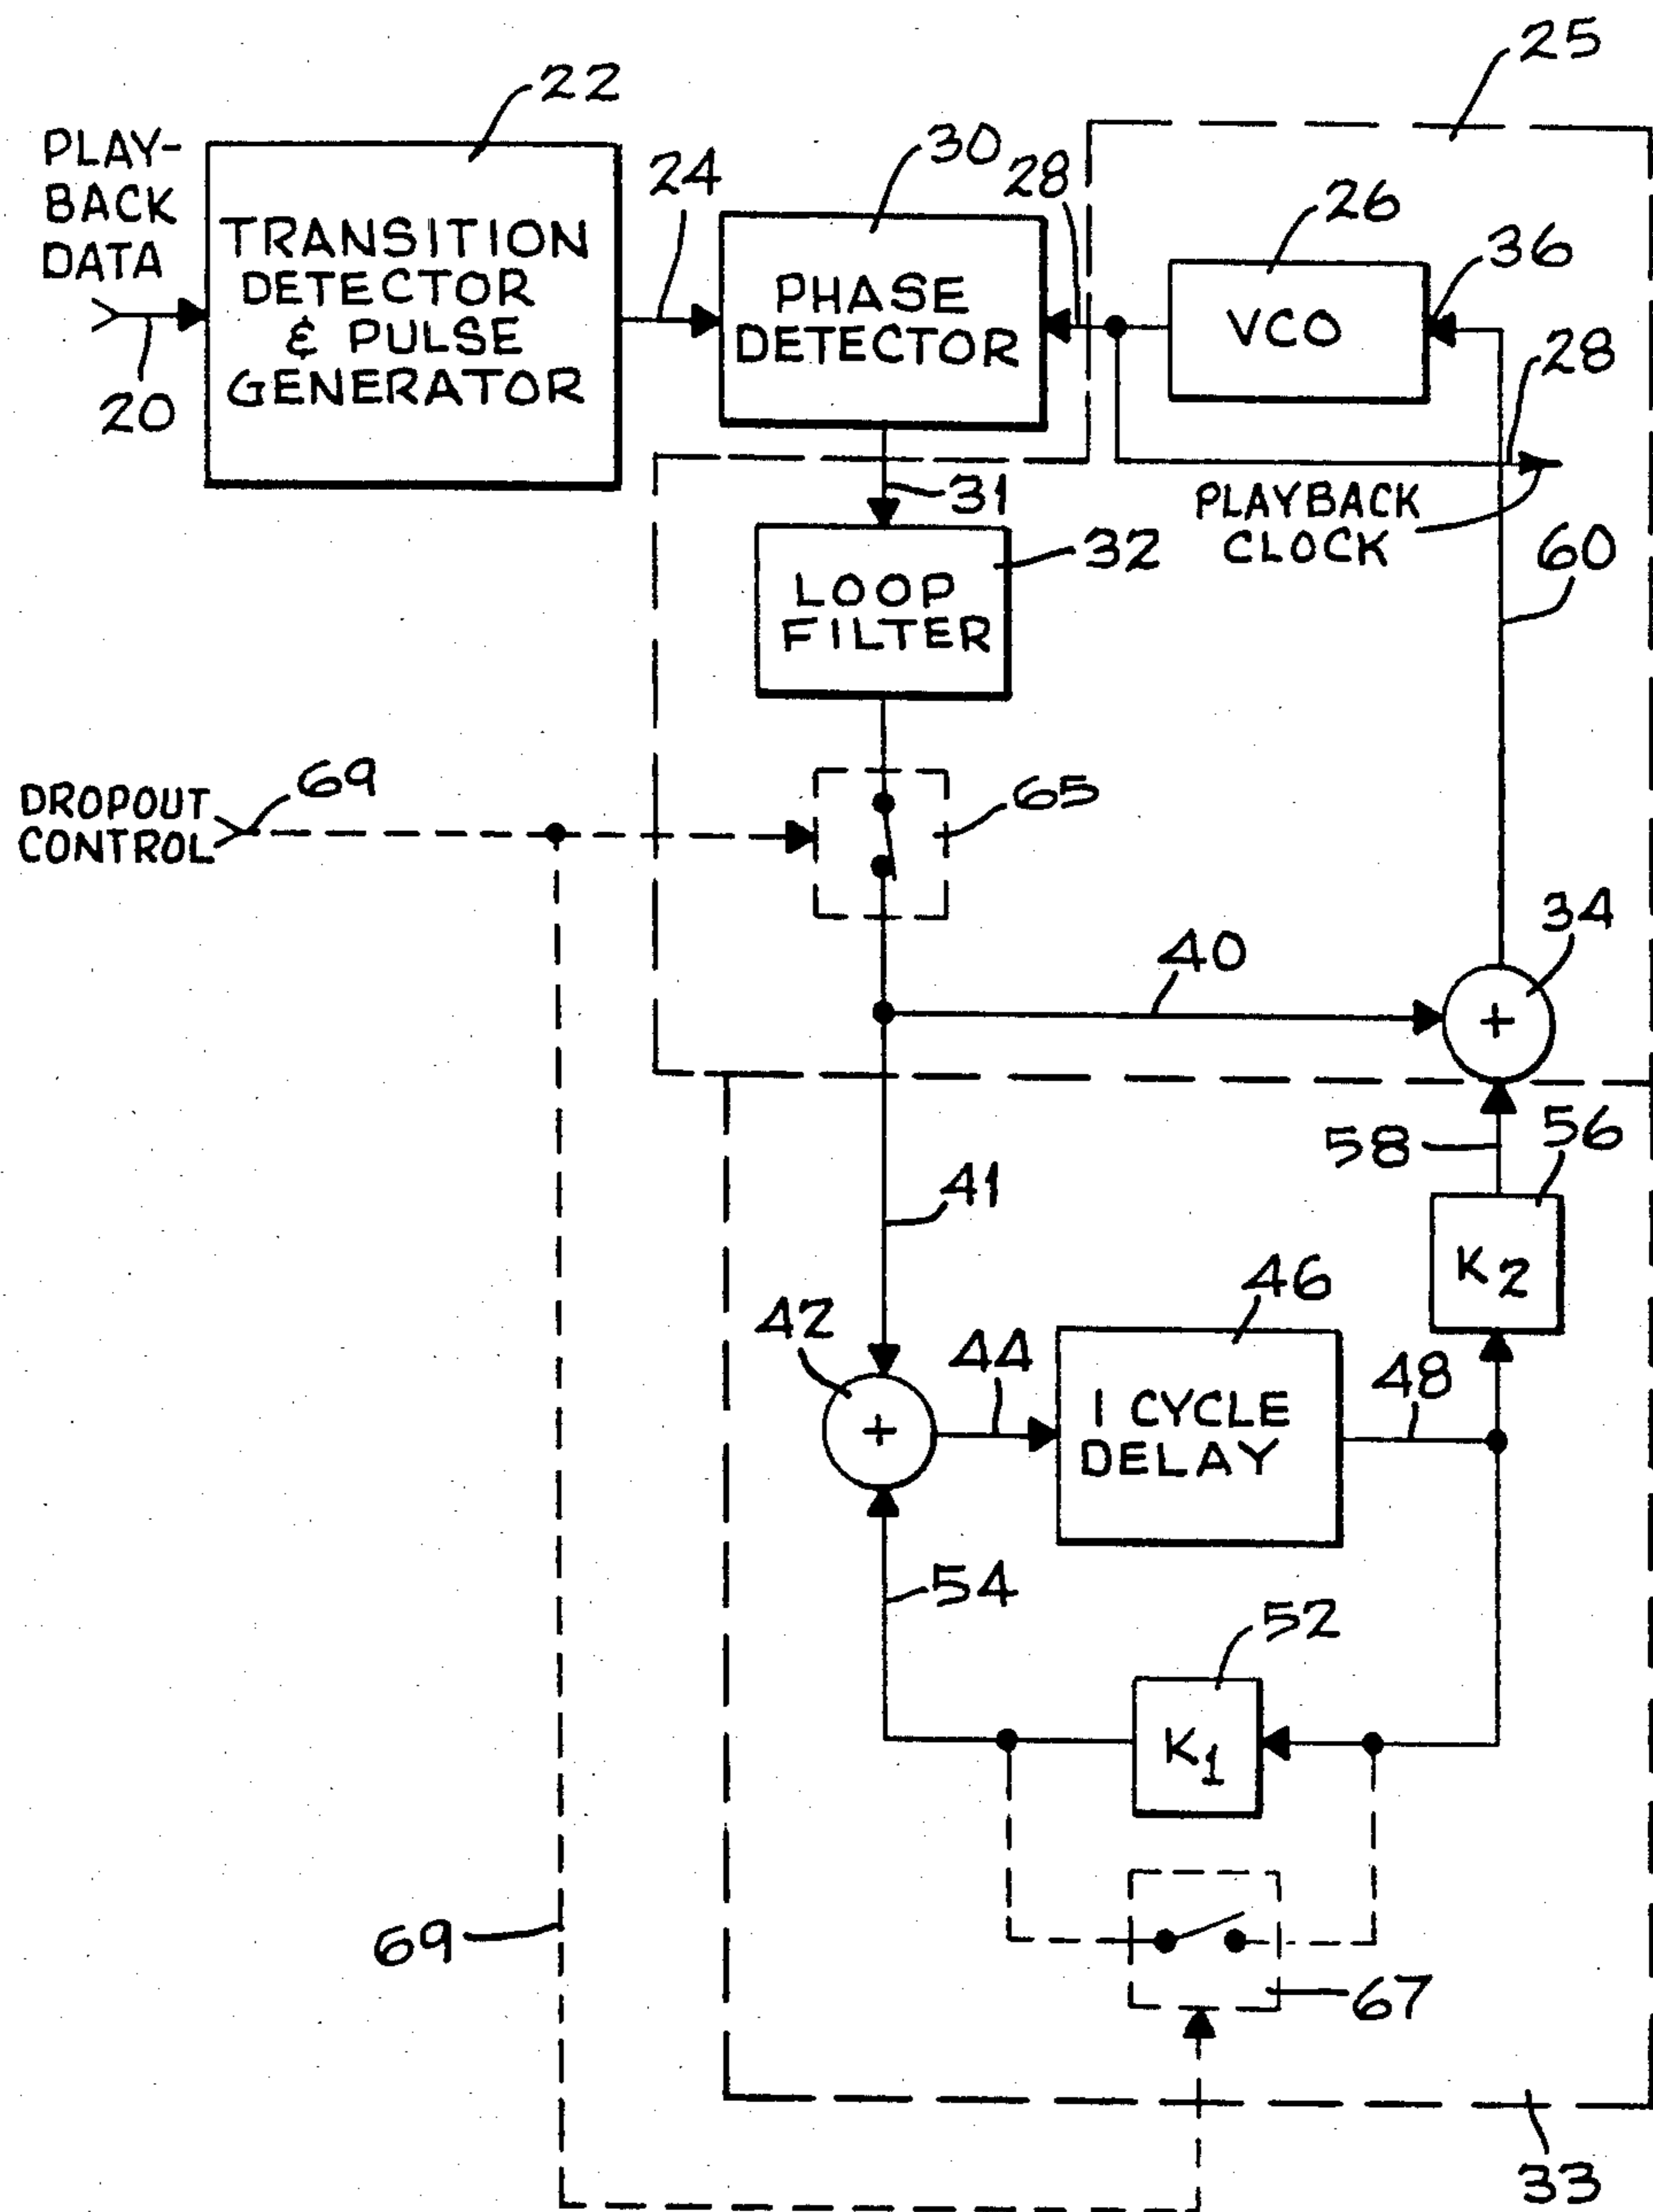 25
22
PLAY-
BACK
DATA
20
TRANSITION
DETECTOR
& PULSE
GENERATOR
24
30
28
PHASE
DETECTOR
26
VCO
36
28
PLAYBACK
CLOCK
31
32
LOOP
FILTER
60
DROPOUT
CONTROL
69
65
40
34
+
58
56
K2
41
42
+
44
46
1 CYCLE
DELAY
48
54
52
K1
69
67
33